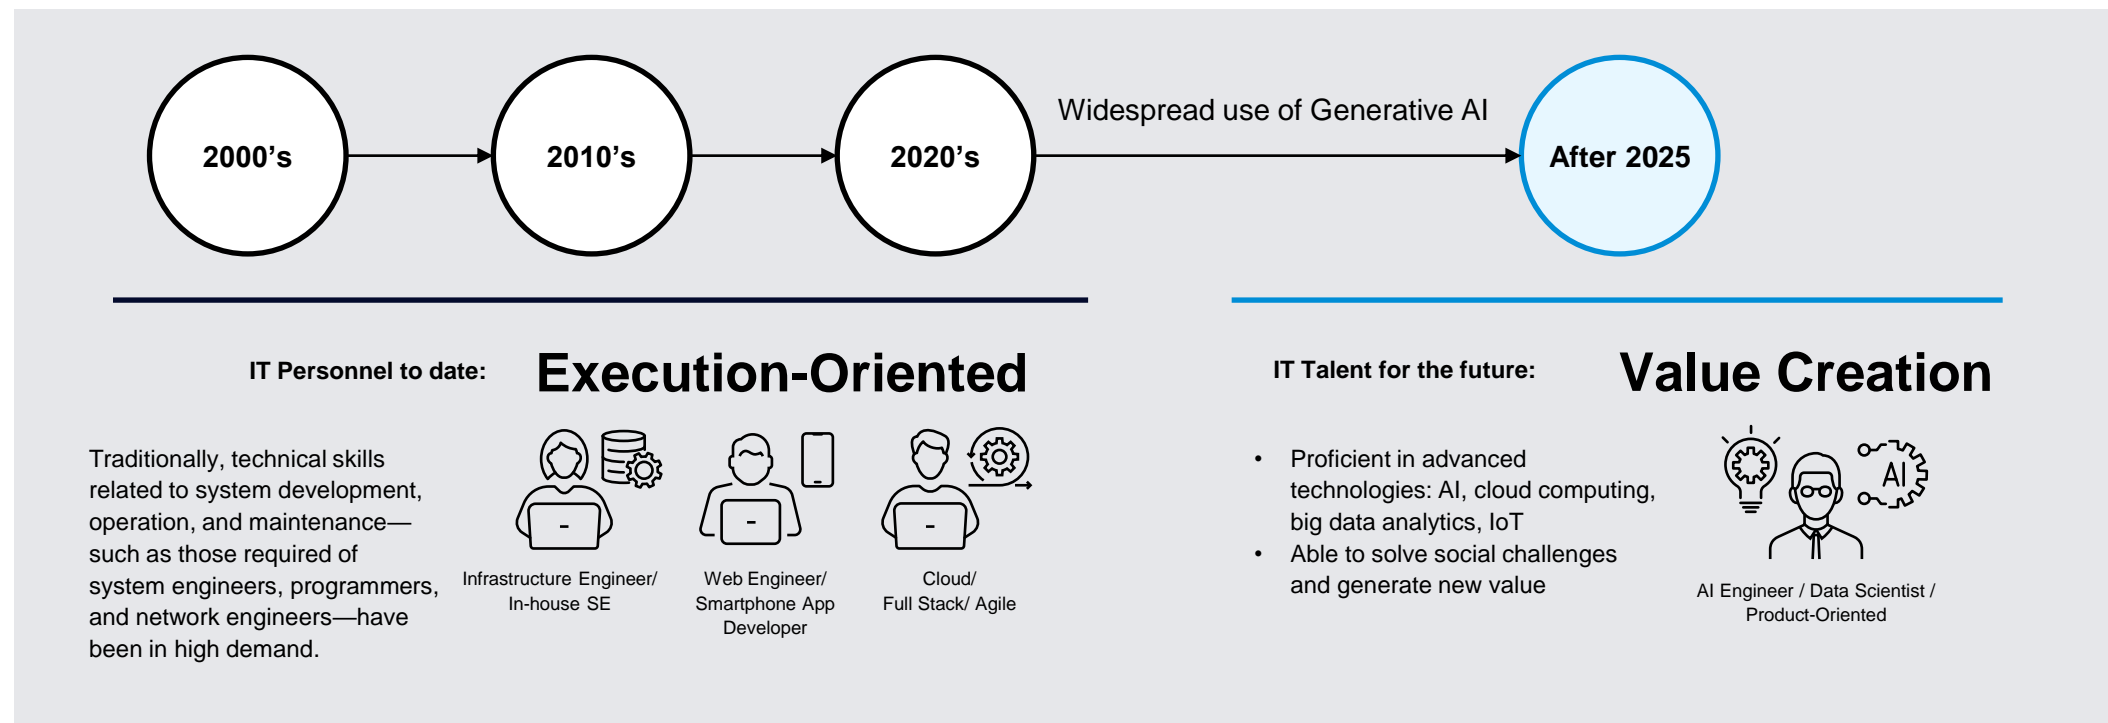 2000’s
2010’s
2020’s
Widespread use of Generative AI
After 2025
IT Personnel to date:
Execution-Oriented
Traditionally, technical skills
related to system development,
operation, and maintenance—
such as those required of
system engineers, programmers,
and network engineers—have
been in high demand.
Infrastructure Engineer/
In-house SE
Web Engineer/
Smartphone App
Developer
Cloud/
Full Stack/ Agile
IT Talent for the future:
Value Creation
• Proficient in advanced
technologies: AI, cloud computing,
big data analytics, IoT
• Able to solve social challenges
and generate new value
AI
AI Engineer / Data Scientist /
Product-Oriented